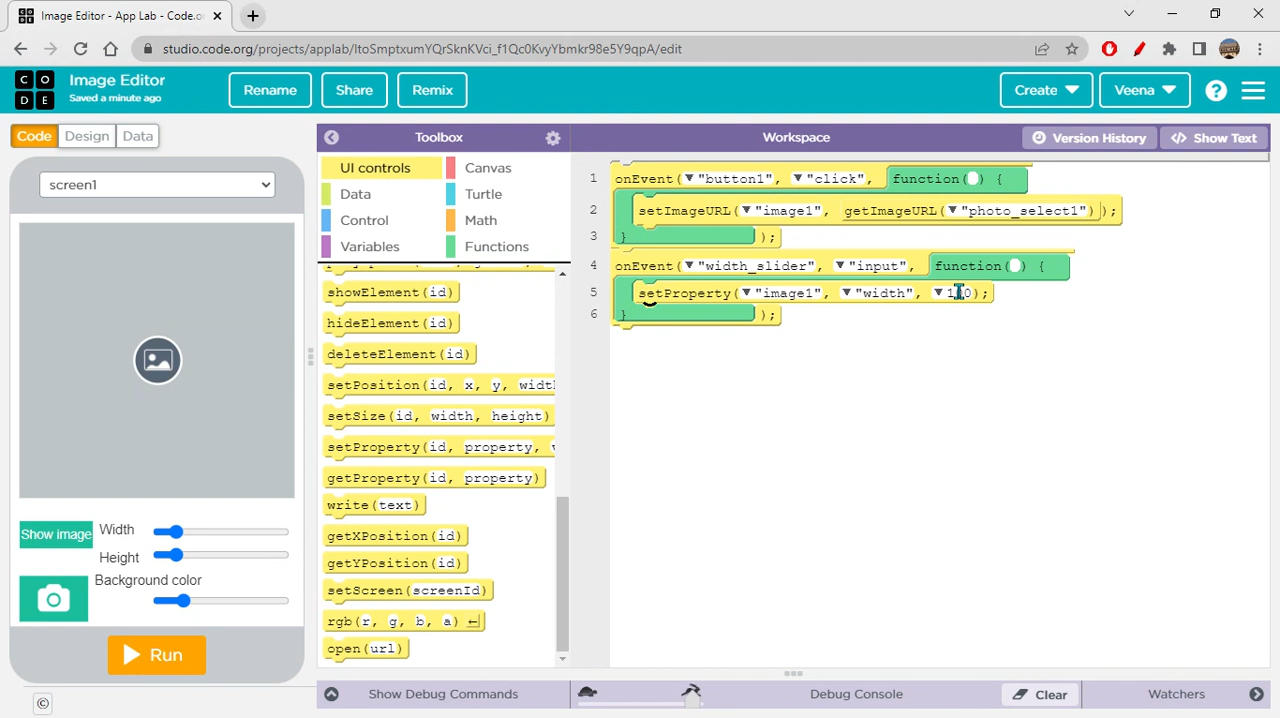 Image Editor - App Lab - Code.o
studio.code.org/projects/applab/ItoSmptxumYQrSknKVci_f1Qc0KvyYbmkr98e5Y9qpA/edit
C O D E
Image Editor
Saved a minute ago
Rename
Share
Remix
Create
Veena
?
Code
Design
Data
Toolbox
Workspace
Version History
</> Show Text
screen1
UI controls
Canvas
Data
Turtle
Control
Math
Variables
Functions
showElement(id)
hideElement(id)
deleteElement(id)
setPosition(id, x, y, widt
setSize(id, width, height)
setProperty(id, property,
getProperty(id, property)
write(text)
getXPosition(id)
getYPosition(id)
setScreen(screenId)
rgb(r, g, b, a)
open(url)
1 onEvent("button1", "click", function( ) {
2 setImageURL("image1", getImageURL("photo_select1"));
3 } );
4 onEvent("width_slider", "input", function( ) {
5 setProperty("image1", "width", );
6 } );
Show image
Width
Height
Background color
Run
©
Show Debug Commands
Debug Console
Clear
Watchers